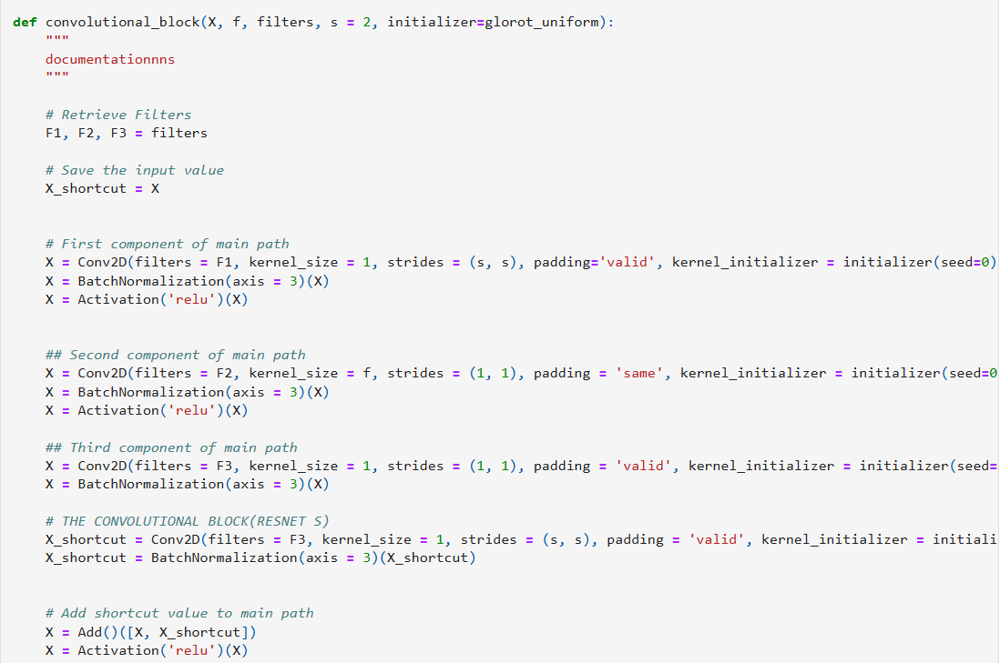 def convolutional_block(X, f, filters, s = 2, initializer=glorot_uniform):
    """
    documentationnns
    """
    # Retrieve Filters
    F1, F2, F3 = filters
    # Save the input value
    X_shortcut = X
    # First component of main path
    X = Conv2D(filters = F1, kernel_size = 1, strides = (s, s), padding='valid', kernel_initializer = initializer(seed=0)
    X = BatchNormalization(axis = 3)(X)
    X = Activation('relu')(X)
    ## Second component of main path
    X = Conv2D(filters = F2, kernel_size = f, strides = (1, 1), padding = 'same', kernel_initializer = initializer(seed=0
    X = BatchNormalization(axis = 3)(X)
    X = Activation('relu')(X)
    ## Third component of main path
    X = Conv2D(filters = F3, kernel_size = 1, strides = (1, 1), padding = 'valid', kernel_initializer = initializer(seed=
    X = BatchNormalization(axis = 3)(X)
    # THE CONVOLUTIONAL BLOCK(RESNET S)
    X_shortcut = Conv2D(filters = F3, kernel_size = 1, strides = (s, s), padding = 'valid', kernel_initializer = initiali
    X_shortcut = BatchNormalization(axis = 3)(X_shortcut)
    # Add shortcut value to main path
    X = Add()([X, X_shortcut])
    X = Activation('relu')(X)